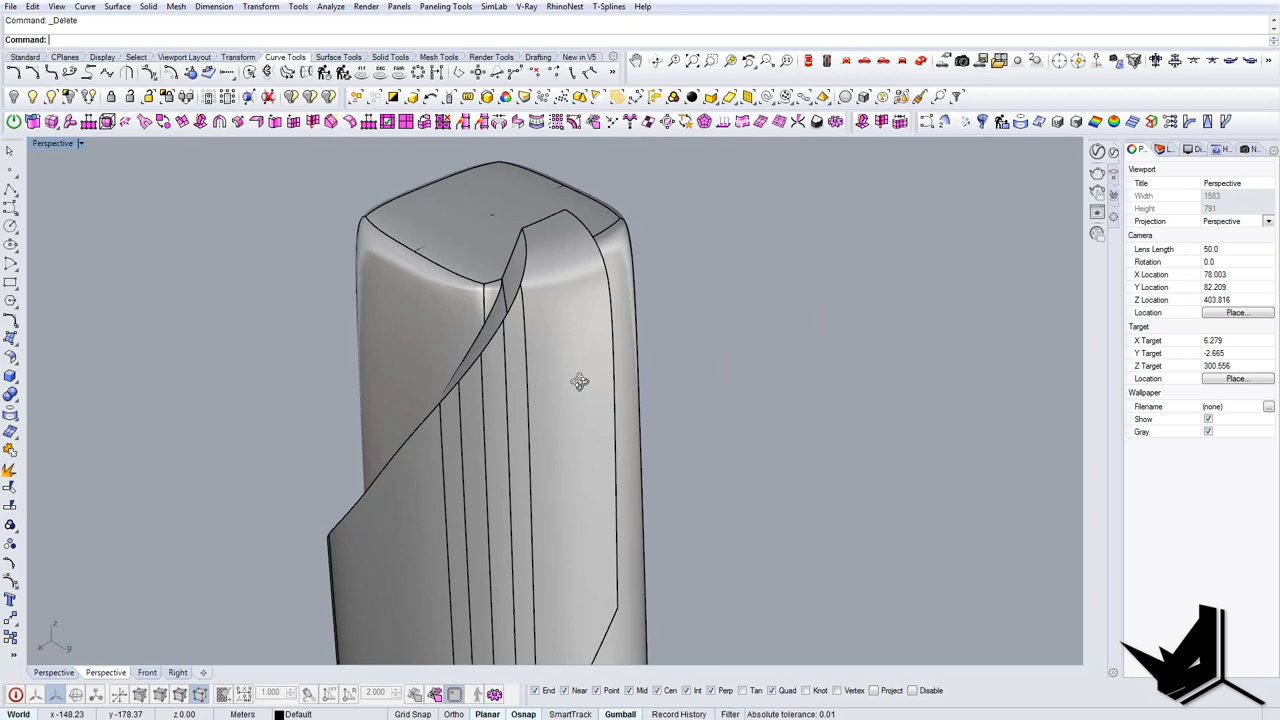 File Edit View Curve Surface Solid Mesh Dimension Transform Tools Analyze Render Panels Paneling Tools SimLab V-Ray RhinoNest T-Splines Help
Command: _Delete
Command:
Standard CPlanes Display Select Viewport Layout Transform Curve Tools Surface Tools Solid Tools Mesh Tools Render Tools Drafting New in V5
Perspective
P... L... Di... H... N...
Viewport
Title Perspective
Width 1583
Height 791
Projection Perspective
Camera
Lens Length 50.0
Rotation 0.0
X Location 78.003
Y Location 82.209
Z Location 403.816
Location Place...
Target
X Target 6.279
Y Target -2.665
Z Target 300.556
Location Place...
Wallpaper
Filename (none) ...
Show
Gray
z
x y
Perspective Perspective Front Right
1.000 2.000 End Near Point Mid Cen Int Perp Tan Quad Knot Vertex Project Disable
World x -148.23 y -178.37 z 0.00 Meters Default Grid Snap Ortho Planar Osnap SmartTrack Gumball Record History Filter Absolute tolerance: 0.01